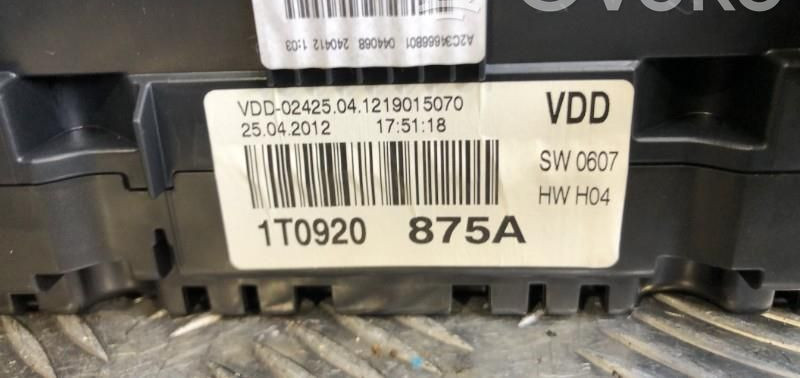 A2C34666801 044068 240412 1:03
VDD-02425.04.1219015070
25.04.2012 17:51:18
VDD
SW 0607
HW H04
1T0920 875A